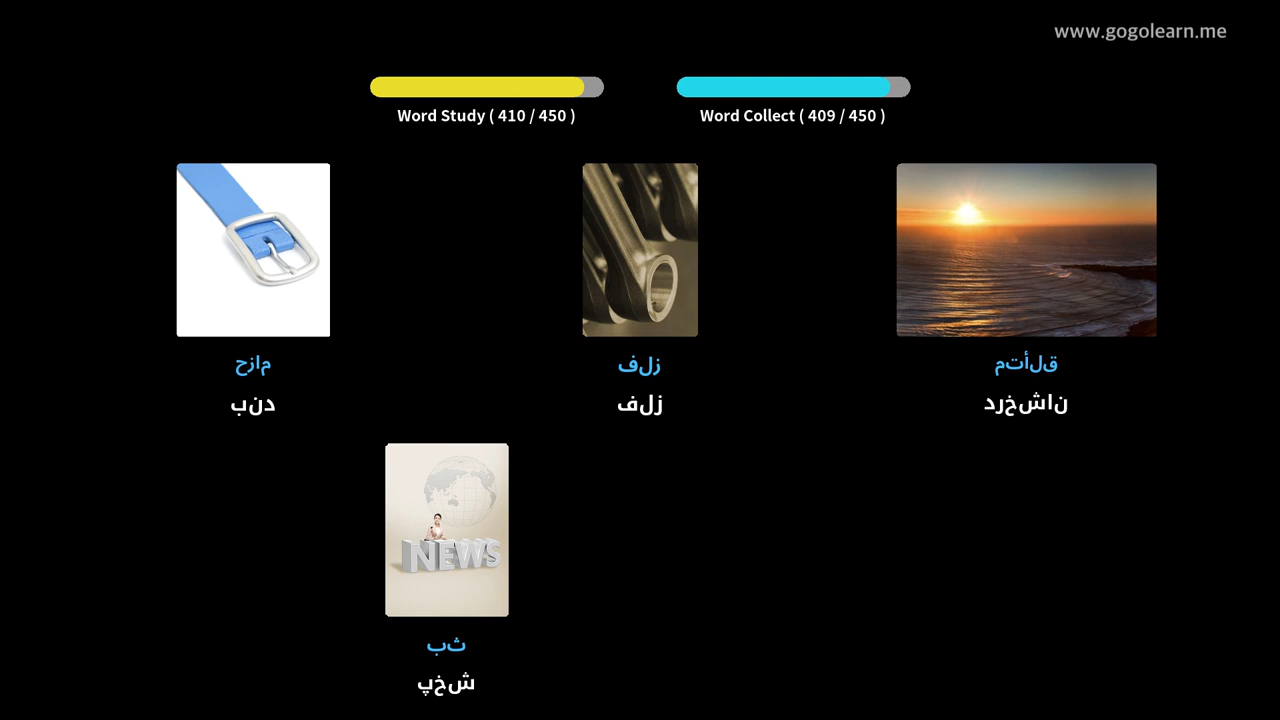 www.gogolearn.me
Word Study ( 410 / 450 )
Word Collect ( 409 / 450 )
حزام
فلز
متألق
بند
فلز
درخشان
NEWS
بث
پخش